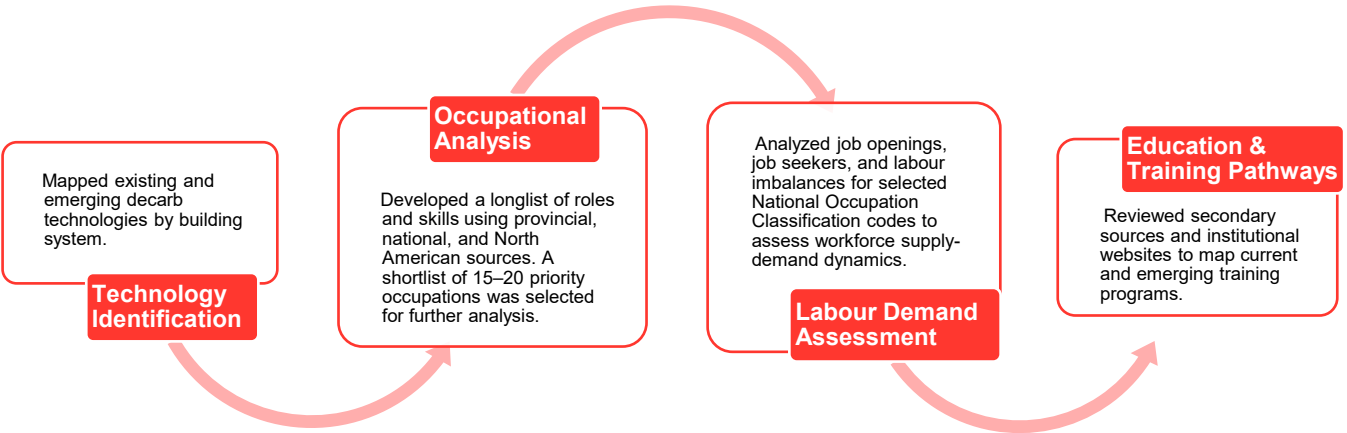 Mapped existing and
emerging decarb
technologies by building
system.
Technology
Identification
Occupational
Analysis
Developed a longlist of roles
and skills using provincial,
national, and North
American sources. A
shortlist of 15–20 priority
occupations was selected
for further analysis.
Analyzed job openings,
job seekers, and labour
imbalances for selected
National Occupation
Classification codes to
assess workforce supply-
demand dynamics.
Labour Demand
Assessment
Education &
Training Pathways
Reviewed secondary
sources and institutional
websites to map current
and emerging training
programs.